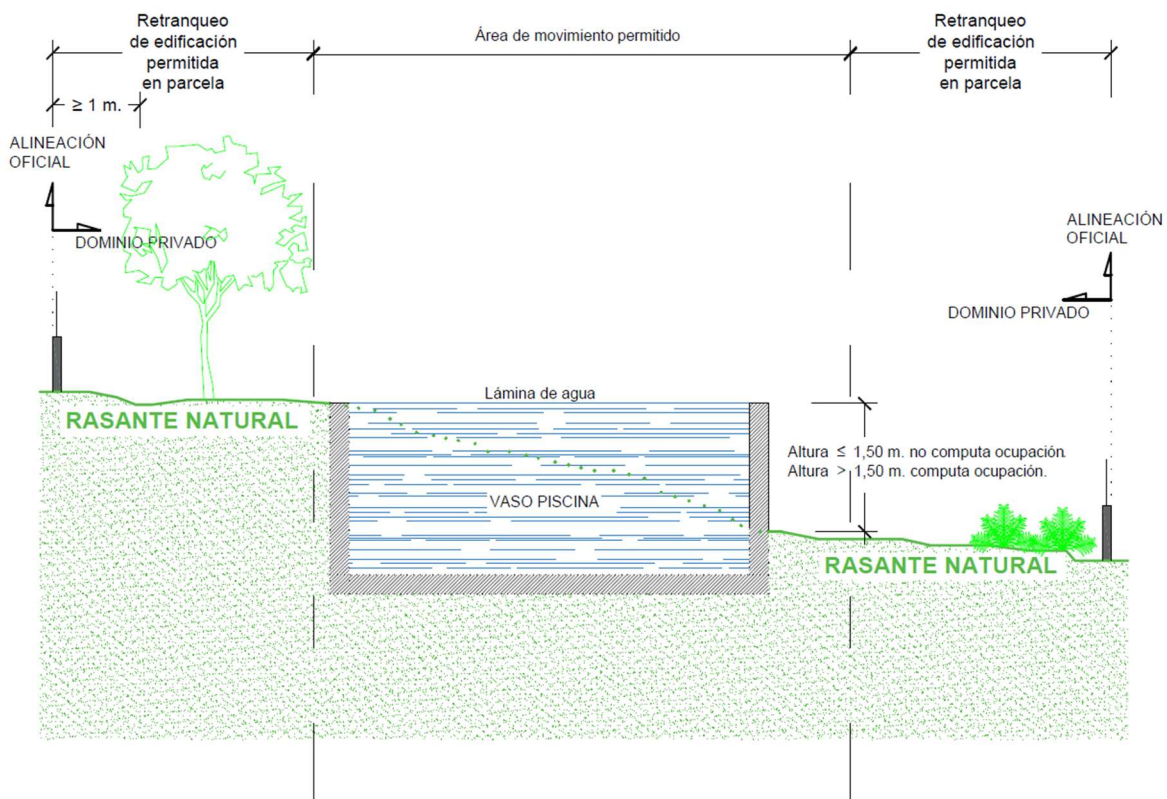 Retranqueo
de edificación
permitida
en parcela
Área de movimiento permitido
Retranqueo
de edificación
permitida
en parcela
≥ 1 m.
ALINEACIÓN
OFICIAL
DOMINIO PRIVADO
ALINEACIÓN
OFICIAL
DOMINIO PRIVADO
Lámina de agua
RASANTE NATURAL
Altura ≤ 1,50 m. no computa ocupación.
Altura > 1,50 m. computa ocupación.
VASO PISCINA
RASANTE NATURAL